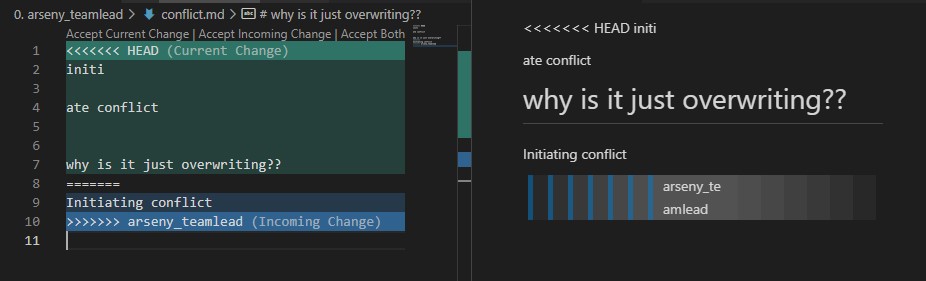 0. arseny_teamlead > conflict.md > # why is it just overwriting??
Accept Current Change | Accept Incoming Change | Accept Both
1 <<<<<<< HEAD (Current Change)
2 initi
3
4 ate conflict
5
6
7 why is it just overwriting??
8 =======
9 Initiating conflict
10 >>>>>>> arseny_teamlead (Incoming Change)
11
<<<<<<< HEAD initi
ate conflict
why is it just overwriting??
Initiating conflict
arseny_te
amlead